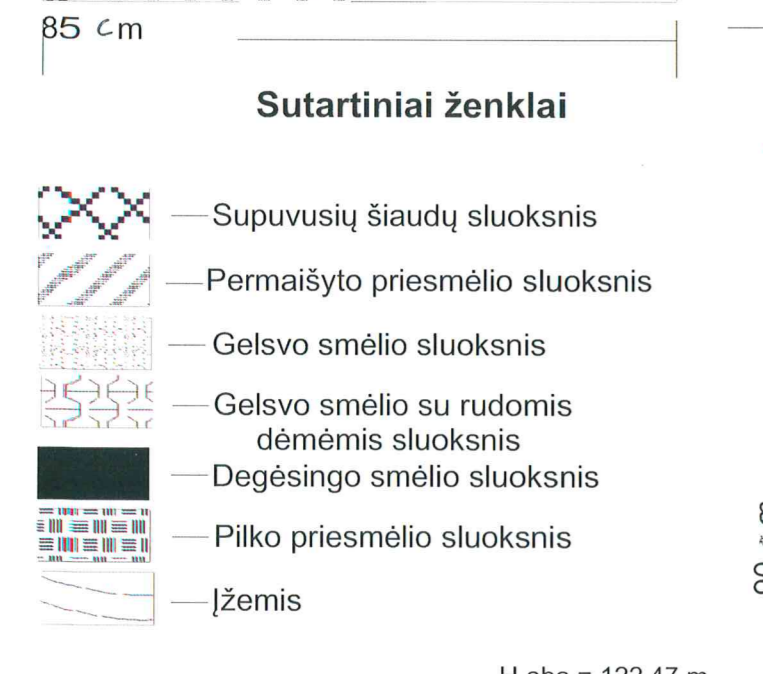 85 cm
Sutartiniai ženklai
Supuvusių šiaudų sluoksnis
Permaišyto priesmėlio sluoksnis
Gelsvo smėlio sluoksnis
Gelsvo smėlio su rudomis
dėmėmis sluoksnis
Degėsingo smėlio sluoksnis
Pilko priesmėlio sluoksnis
Įžemis